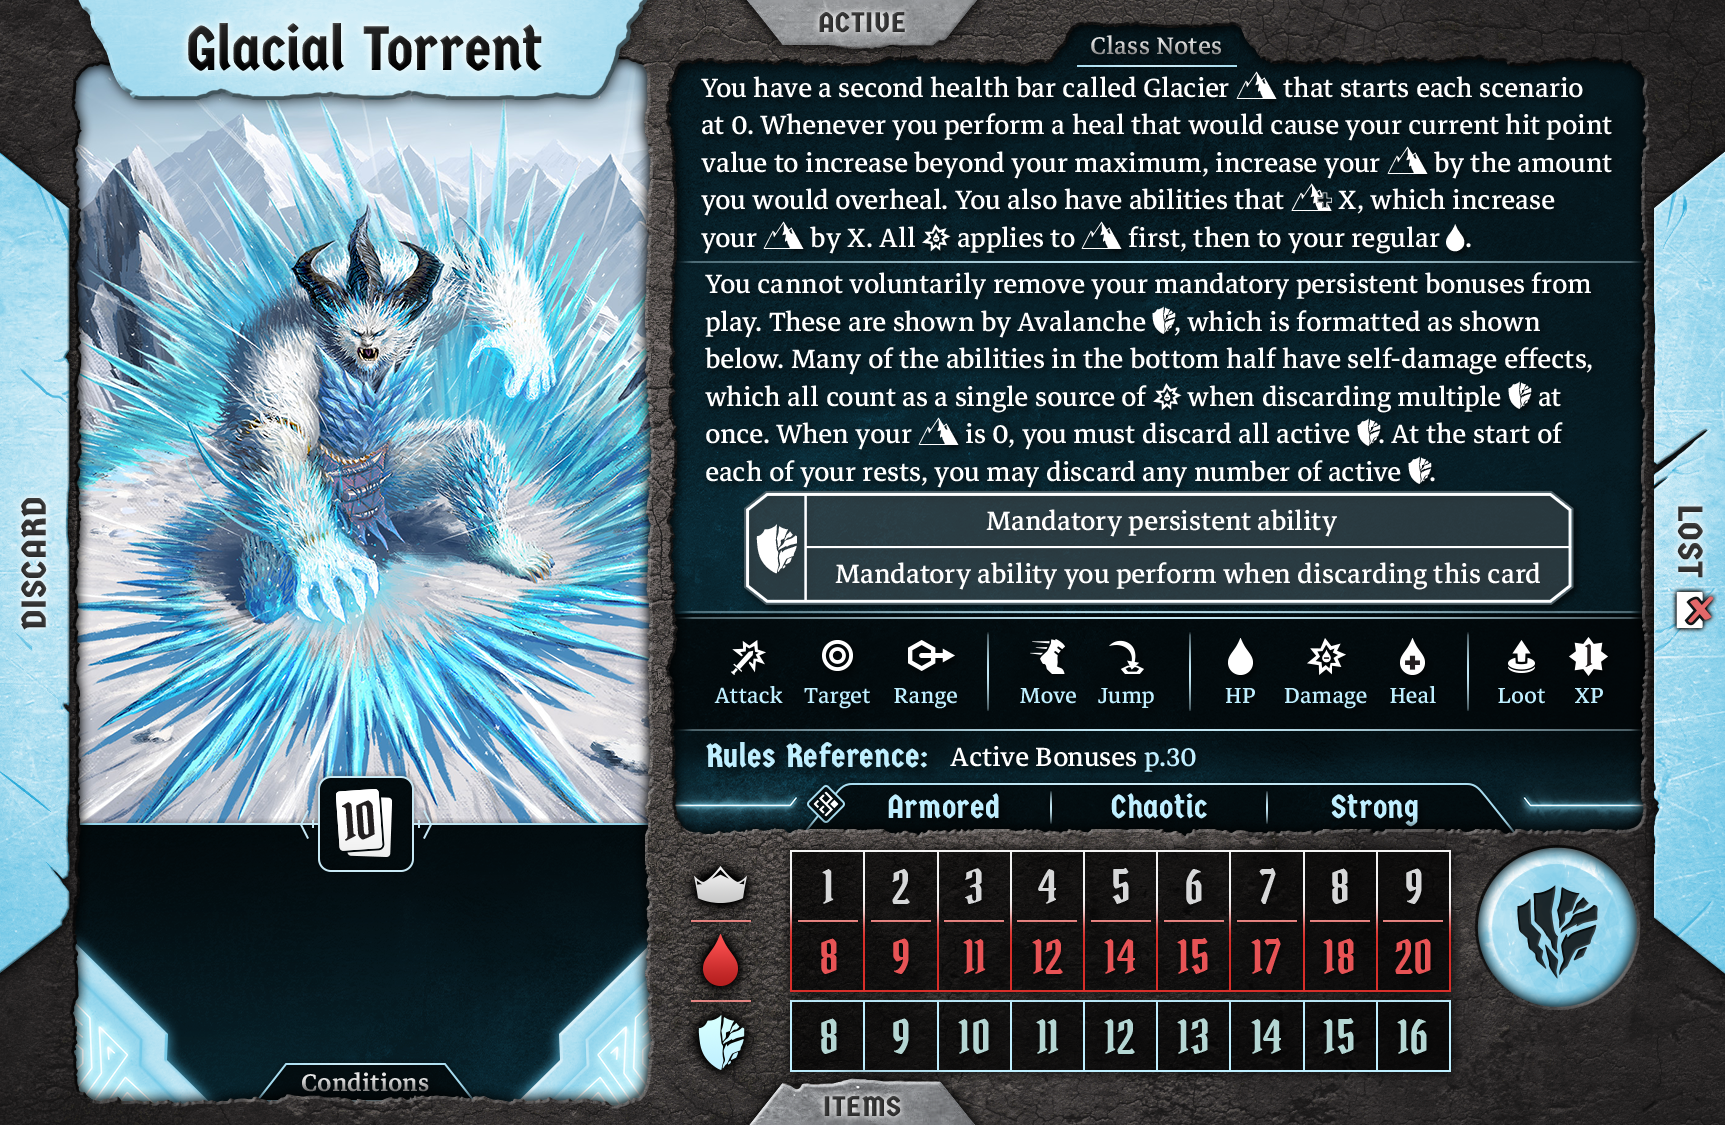 Glacial Torrent
ACTIVE
Class Notes
You have a second health bar called Glacier that starts each scenario
at 0. Whenever you perform a heal that would cause your current hit point
value to increase beyond your maximum, increase your by the amount
you would overheal. You also have abilities that X, which increase
your by X. All applies to first, then to your regular .
You cannot voluntarily remove your mandatory persistent bonuses from
play. These are shown by Avalanche , which is formatted as shown
below. Many of the abilities in the bottom half have self-damage effects,
which all count as a single source of when discarding multiple at
once. When your is 0, you must discard all active . At the start of
each of your rests, you may discard any number of active .
Mandatory persistent ability
Mandatory ability you perform when discarding this card
1
Attack Target Range Move Jump HP Damage Heal Loot XP
Rules Reference: Active Bonuses p.30
Armored Chaotic Strong
DISCARD
LOST
10
1 2 3 4 5 6 7 8 9
8 9 11 12 14 15 17 18 20
8 9 10 11 12 13 14 15 16
Conditions
ITEMS